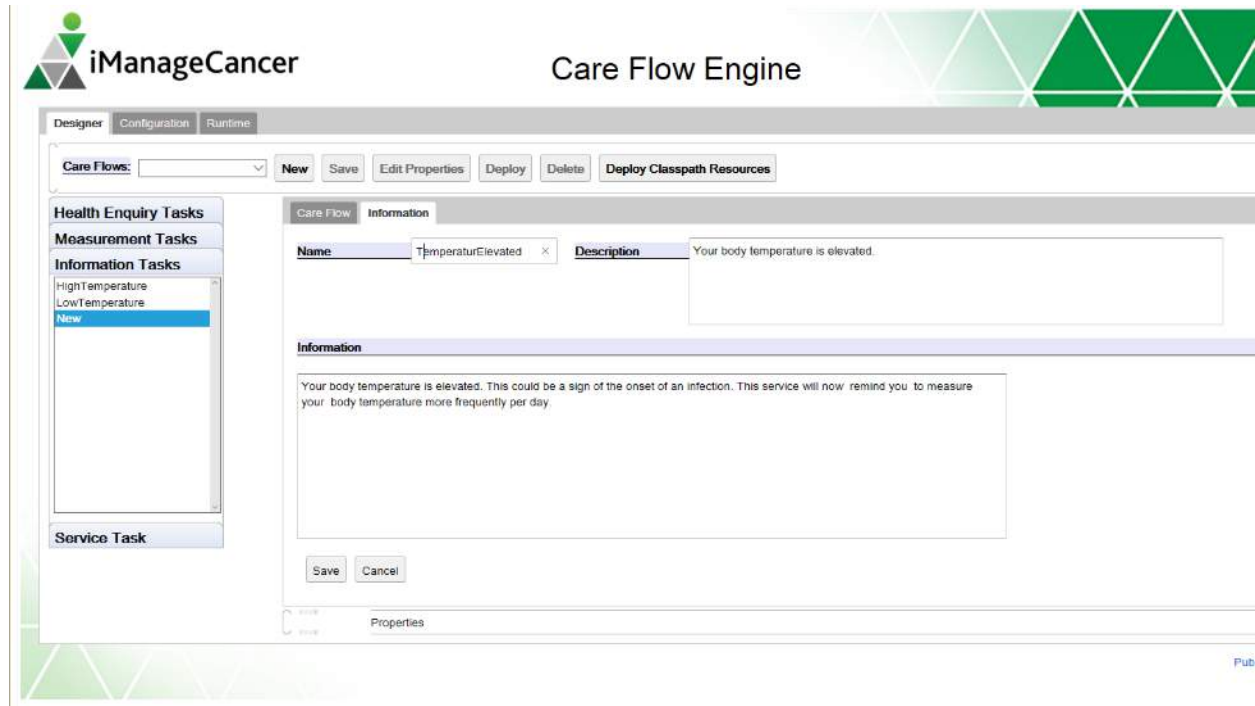 iManageCancer
Care Flow Engine
Designer Configuration Runtime
Care Flows: New Save Edit Properties Deploy Delete Deploy Classpath Resources
Health Enquiry Tasks
Measurement Tasks
Information Tasks
HighTemperature
LowTemperature
New
Service Task
Care Flow Information
Name TemperaturElevated × Description Your body temperature is elevated.
Information
Your body temperature is elevated. This could be a sign of the onset of an infection. This service will now remind you to measure
your body temperature more frequently per day.
Save Cancel
Properties
Pub